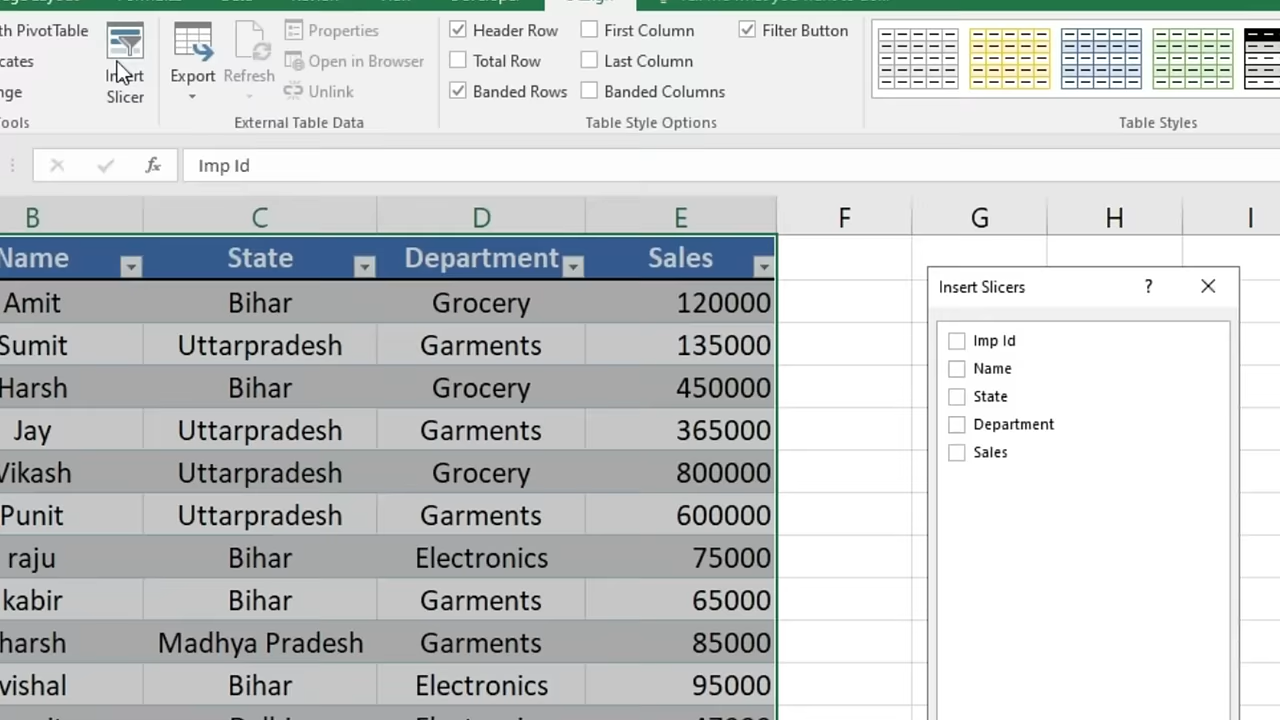 th PivotTable
cates
nge
ools
Insert
Slicer
Export
Refresh
Properties
Open in Browser
Unlink
External Table Data
Header Row
Total Row
Banded Rows
First Column
Last Column
Banded Columns
Filter Button
Table Style Options
Table Styles
fx
Imp Id
B C D E F G H I
Name State Department Sales
Amit Bihar Grocery 120000
Sumit Uttarpradesh Garments 135000
Harsh Bihar Grocery 450000
Jay Uttarpradesh Garments 365000
Vikash Uttarpradesh Grocery 800000
Punit Uttarpradesh Garments 600000
raju Bihar Electronics 75000
kabir Bihar Garments 65000
harsh Madhya Pradesh Garments 85000
vishal Bihar Electronics 95000
Insert Slicers ?
Imp Id
Name
State
Department
Sales